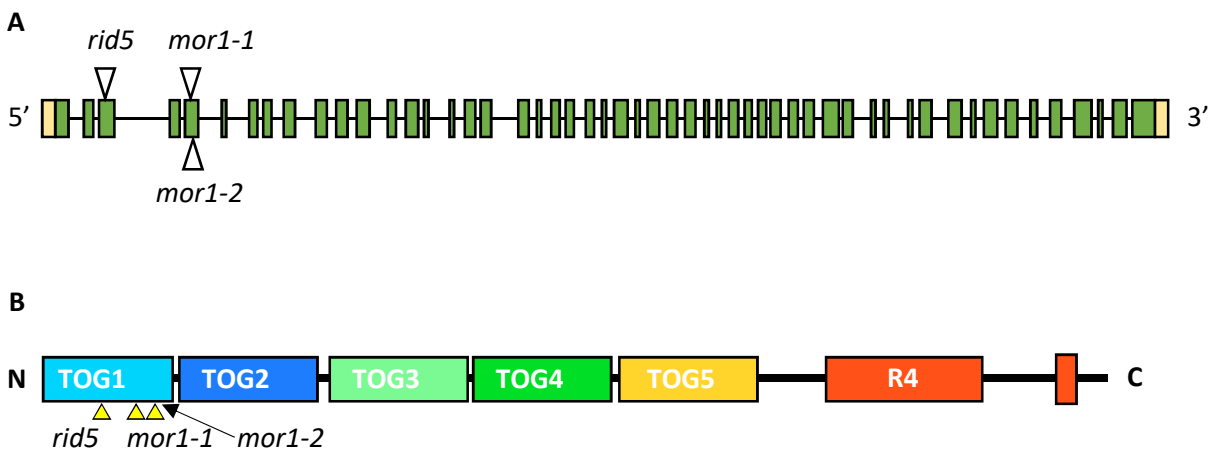 A
rid5 mor1-1
5’ 3’
mor1-2
B
N TOG1 TOG2 TOG3 TOG4 TOG5 R4 C
rid5 mor1-1 mor1-2